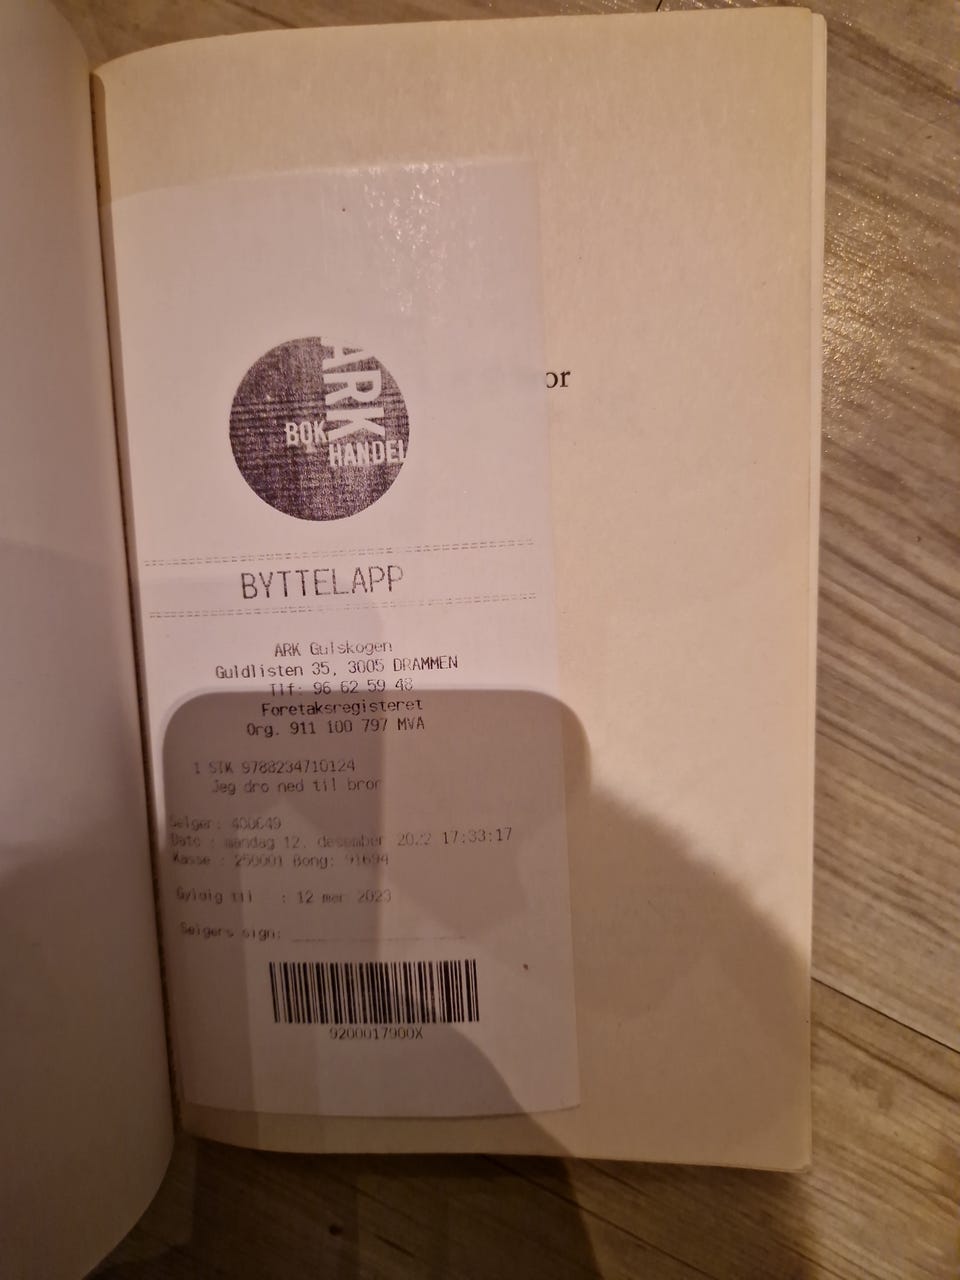 ARK
BOK
HANDEL
or
BYTTELAPP
ARK Gulskogen
Guldlisten 35, 3005 DRAMMEN
Tlf: 96 62 59 48
Foretaksregisteret
Org. 911 100 797 MVA
1 STK 9788234710124
Jeg dro ned til bror
Selger: 400649
Dato : mandag 12. desember 2022 17:33:17
Kasse : 250001 Bong: 91694
Gyldig til : 12 mar 2023
Selgers sign:
9200017900X